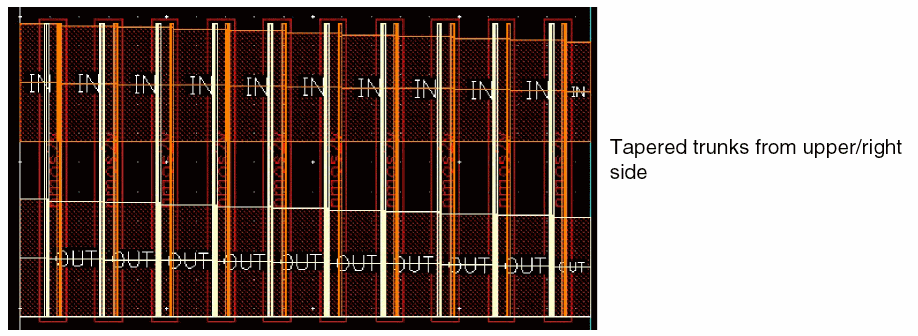 IN IN IN IN IN IN IN IN IN IN IN
OUT OUT OUT OUT OUT OUT OUT OUT OUT OUT
Tapered trunks from upper/right
side